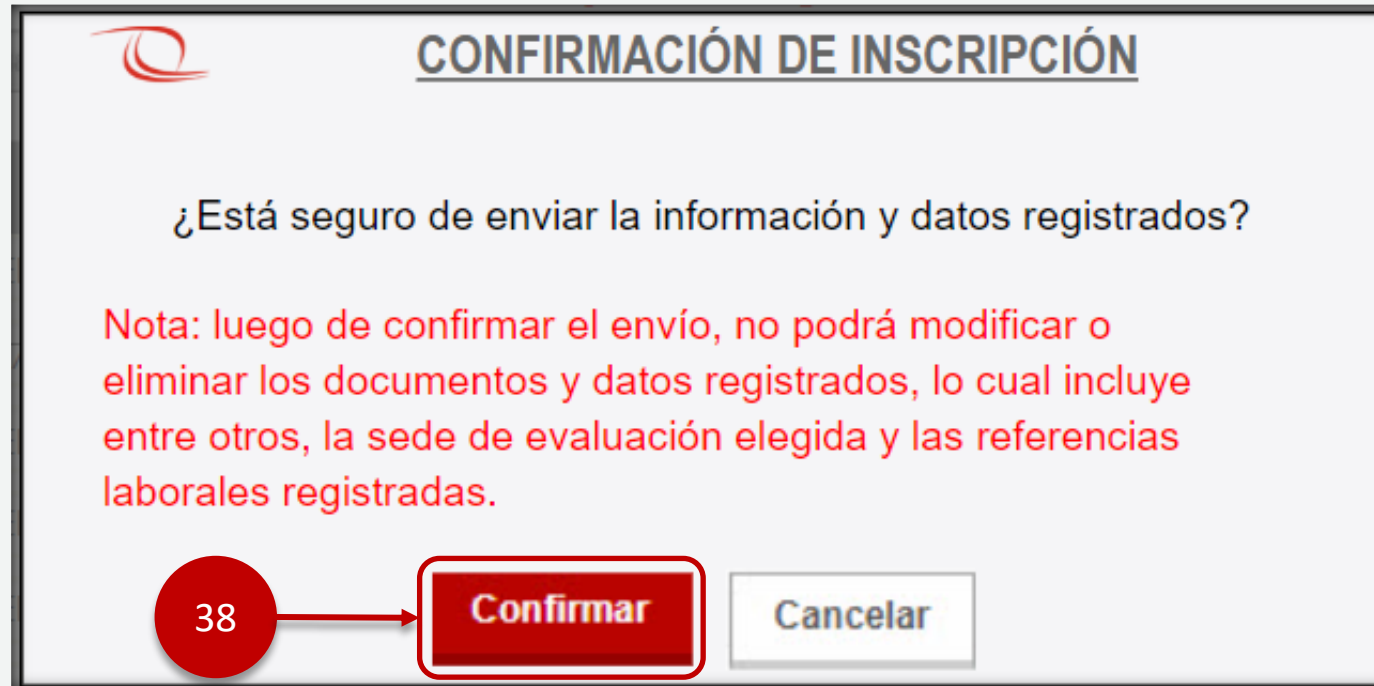 CONFIRMACIÓN DE INSCRIPCIÓN
¿Está seguro de enviar la información y datos registrados?
Nota: luego de confirmar el envío, no podrá modificar o
eliminar los documentos y datos registrados, lo cual incluye
entre otros, la sede de evaluación elegida y las referencias
laborales registradas.
38 Confirmar Cancelar